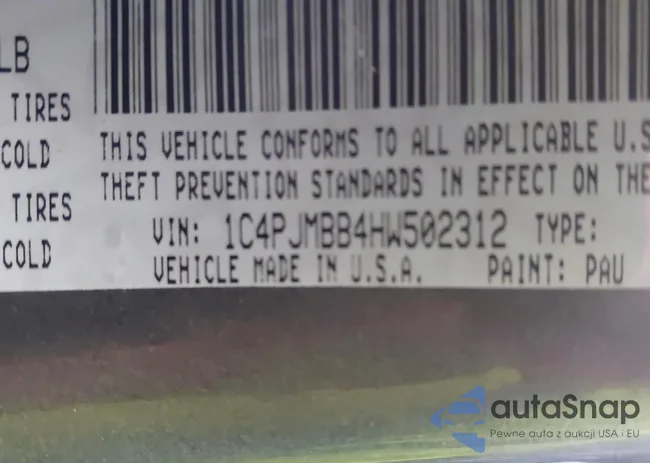 LB
TIRES
COLD
TIRES
COLD
THIS VEHICLE CONFORMS TO ALL APPLICABLE U.S
THEFT PREVENTION STANDARDS IN EFFECT ON THE
VIN: 1C4PJMBB4HW502312 TYPE:
VEHICLE MADE IN U.S.A. PAINT: PAU
autaSnap
Pewne auta z aukcji USA i EU